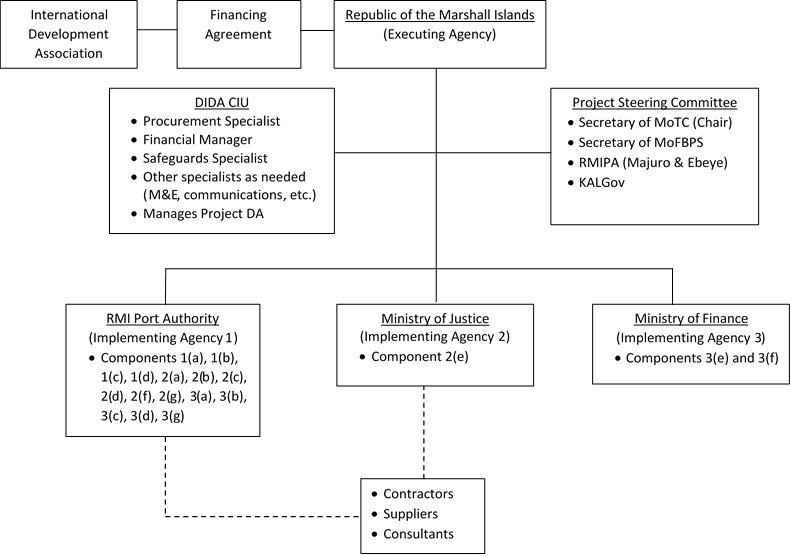 International
Development
Association
Financing
Agreement
Republic of the Marshall Islands
(Executing Agency)
DIDA CIU
• Procurement Specialist
• Financial Manager
• Safeguards Specialist
• Other specialists as needed
(M&E, communications, etc.)
• Manages Project DA
Project Steering Committee
• Secretary of MoTC (Chair)
• Secretary of MoFBPS
• RMIPA (Majuro & Ebeye)
• KALGov
RMI Port Authority
(Implementing Agency 1)
• Components 1(a), 1(b),
1(c), 1(d), 2(a), 2(b), 2(c),
2(d), 2(f), 2(g), 3(a), 3(b),
3(c), 3(d), 3(g)
Ministry of Justice
(Implementing Agency 2)
• Component 2(e)
Ministry of Finance
(Implementing Agency 3)
• Components 3(e) and 3(f)
• Contractors
• Suppliers
• Consultants